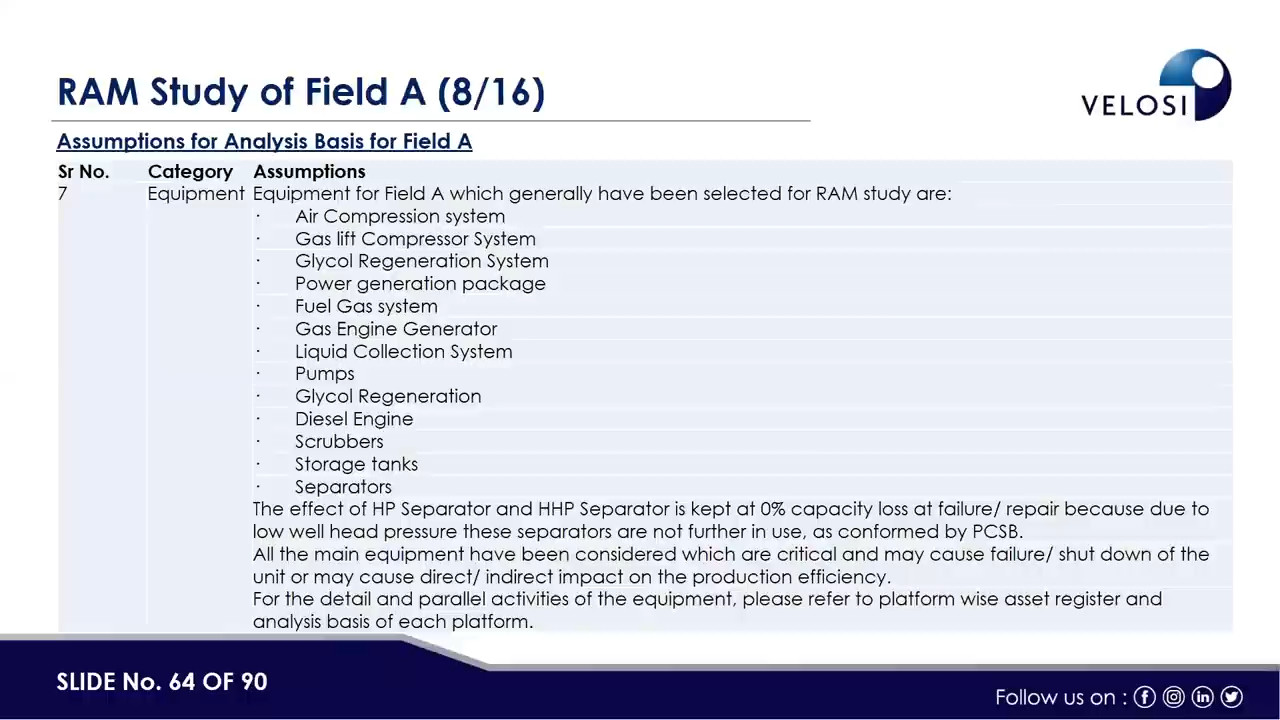 RAM Study of Field A (8/16)
VELOSI
Assumptions for Analysis Basis for Field A
Sr No. Category Assumptions
7 Equipment Equipment for Field A which generally have been selected for RAM study are:
· Air Compression system
· Gas lift Compressor System
· Glycol Regeneration System
· Power generation package
· Fuel Gas system
· Gas Engine Generator
· Liquid Collection System
· Pumps
· Glycol Regeneration
· Diesel Engine
· Scrubbers
· Storage tanks
· Separators
The effect of HP Separator and HHP Separator is kept at 0% capacity loss at failure/ repair because due to
low well head pressure these separators are not further in use, as conformed by PCSB.
All the main equipment have been considered which are critical and may cause failure/ shut down of the
unit or may cause direct/ indirect impact on the production efficiency.
For the detail and parallel activities of the equipment, please refer to platform wise asset register and
analysis basis of each platform.
SLIDE No. 64 OF 90
Follow us on :